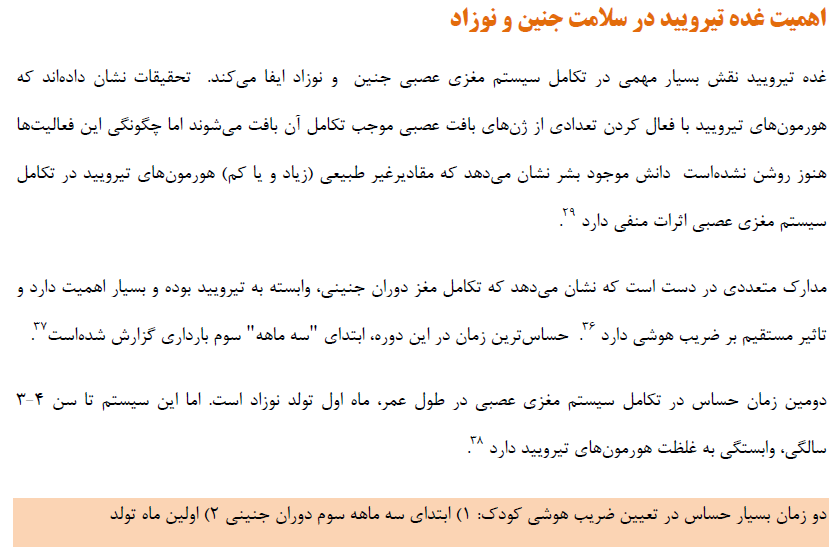 اهمیت غده تیرویید در سلامت جنین و نوزاد
غده تیرویید نقش بسیار مهمی در تکامل سیستم مغزی عصبی جنین و نوزاد ایفا می‌کند. تحقیقات نشان داده‌اند که
هورمون‌های تیرویید با فعال کردن تعدادی از ژن‌های بافت عصبی موجب تکامل آن بافت می‌شوند اما چگونگی این فعالیت‌ها
هنوز روشن نشده‌است دانش موجود بشر نشان می‌دهد که مقادیرغیر طبیعی (زیاد و یا کم) هورمون‌های تیرویید در تکامل
سیستم مغزی عصبی اثرات منفی دارد ۲۹.
مدارک متعددی در دست است که نشان می‌دهد که تکامل مغز دوران جنینی، وابسته به تیرویید بوده و بسیار اهمیت دارد و
تاثیر مستقیم بر ضریب هوشی دارد ۳۶. حساس‌ترین زمان در این دوره، ابتدای "سه ماهه" سوم بارداری گزارش شده‌است۳۷.
دومین زمان حساس در تکامل سیستم مغزی عصبی در طول عمر، ماه اول تولد نوزاد است. اما این سیستم تا سن ۴-۳
سالگی، وابستگی به غلظت هورمون‌های تیرویید دارد ۳۸.
دو زمان بسیار حساس در تعیین ضریب هوشی کودک: ۱) ابتدای سه ماهه سوم دوران جنینی ۲) اولین ماه تولد